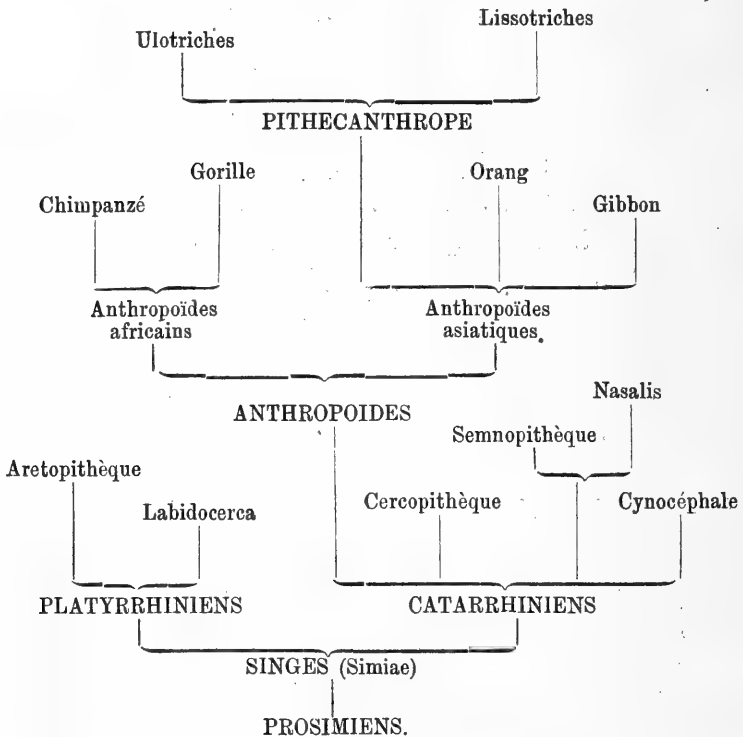 Lissotriches
Ulotriches
PITHECANTHROPE
Gorille
Orang
Chimpanzé
Gibbon
Anthropoïdes
africains
Anthropoïdes
asiatiques.
Nasalis
ANTHROPOIDES
Semnopithèque
Aretopithèque
Labidocerca
Cercopithèque
Cynocéphale
PLATYRRHINIENS
CATARRHINIENS
SINGES (Simiae)
PROSIMIENS.